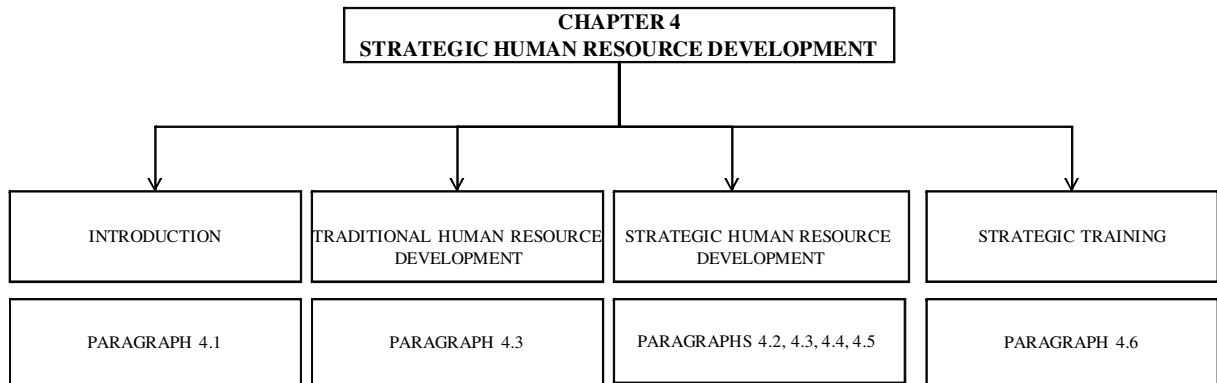 CHAPTER 4
STRATEGIC HUMAN RESOURCE DEVELOPMENT
INTRODUCTION
TRADITIONAL HUMAN RESOURCE
DEVELOPMENT
STRATEGIC HUMAN RESOURCE
DEVELOPMENT
STRATEGIC TRAINING
PARAGRAPH 4.1
PARAGRAPH 4.3
PARAGRAPHS 4.2, 4.3, 4.4, 4.5
PARAGRAPH 4.6